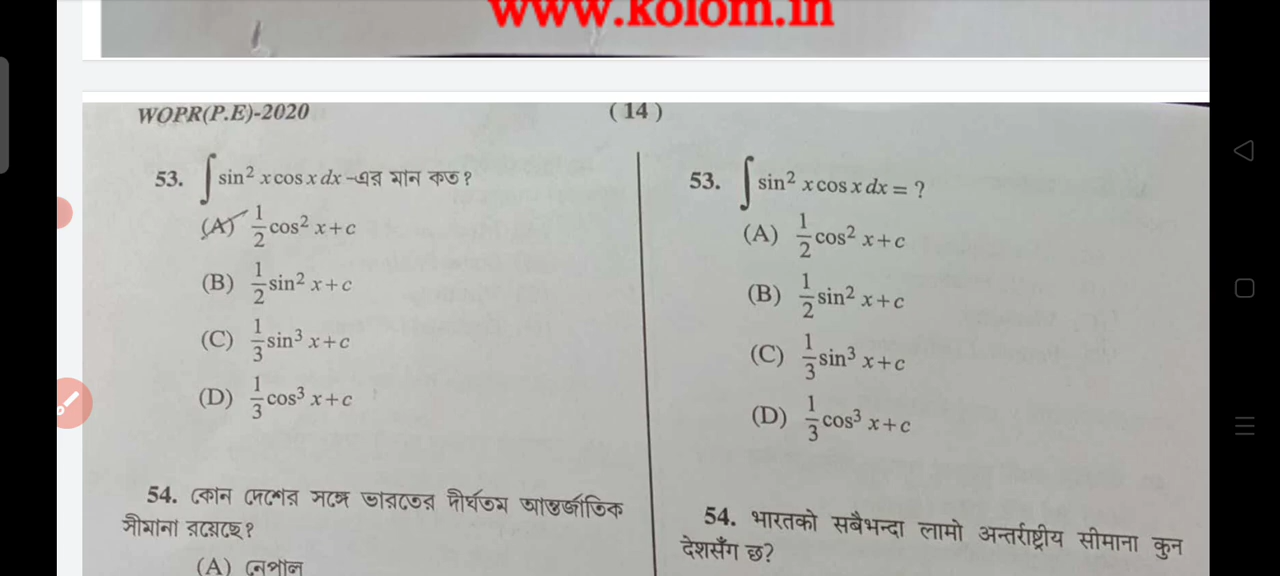 www.kolom.in
WOPR(P.E)-2020
(14)
53. ∫ sin² x cos x dx -এর মান কত?
(A) 1/2 cos² x + c
(B) 1/2 sin² x + c
(C) 1/3 sin³ x + c
(D) 1/3 cos³ x + c
54. কোন দেশের সঙ্গে ভারতের দীর্ঘতম আন্তর্জাতিক
সীমানা রয়েছে?
(A) নেপাল
53. ∫ sin² x cos x dx = ?
(A) 1/2 cos² x + c
(B) 1/2 sin² x + c
(C) 1/3 sin³ x + c
(D) 1/3 cos³ x + c
54. भारतको सबैभन्दा लामो अन्तर्राष्ट्रीय सीमाना कुन
देशसँग छ?